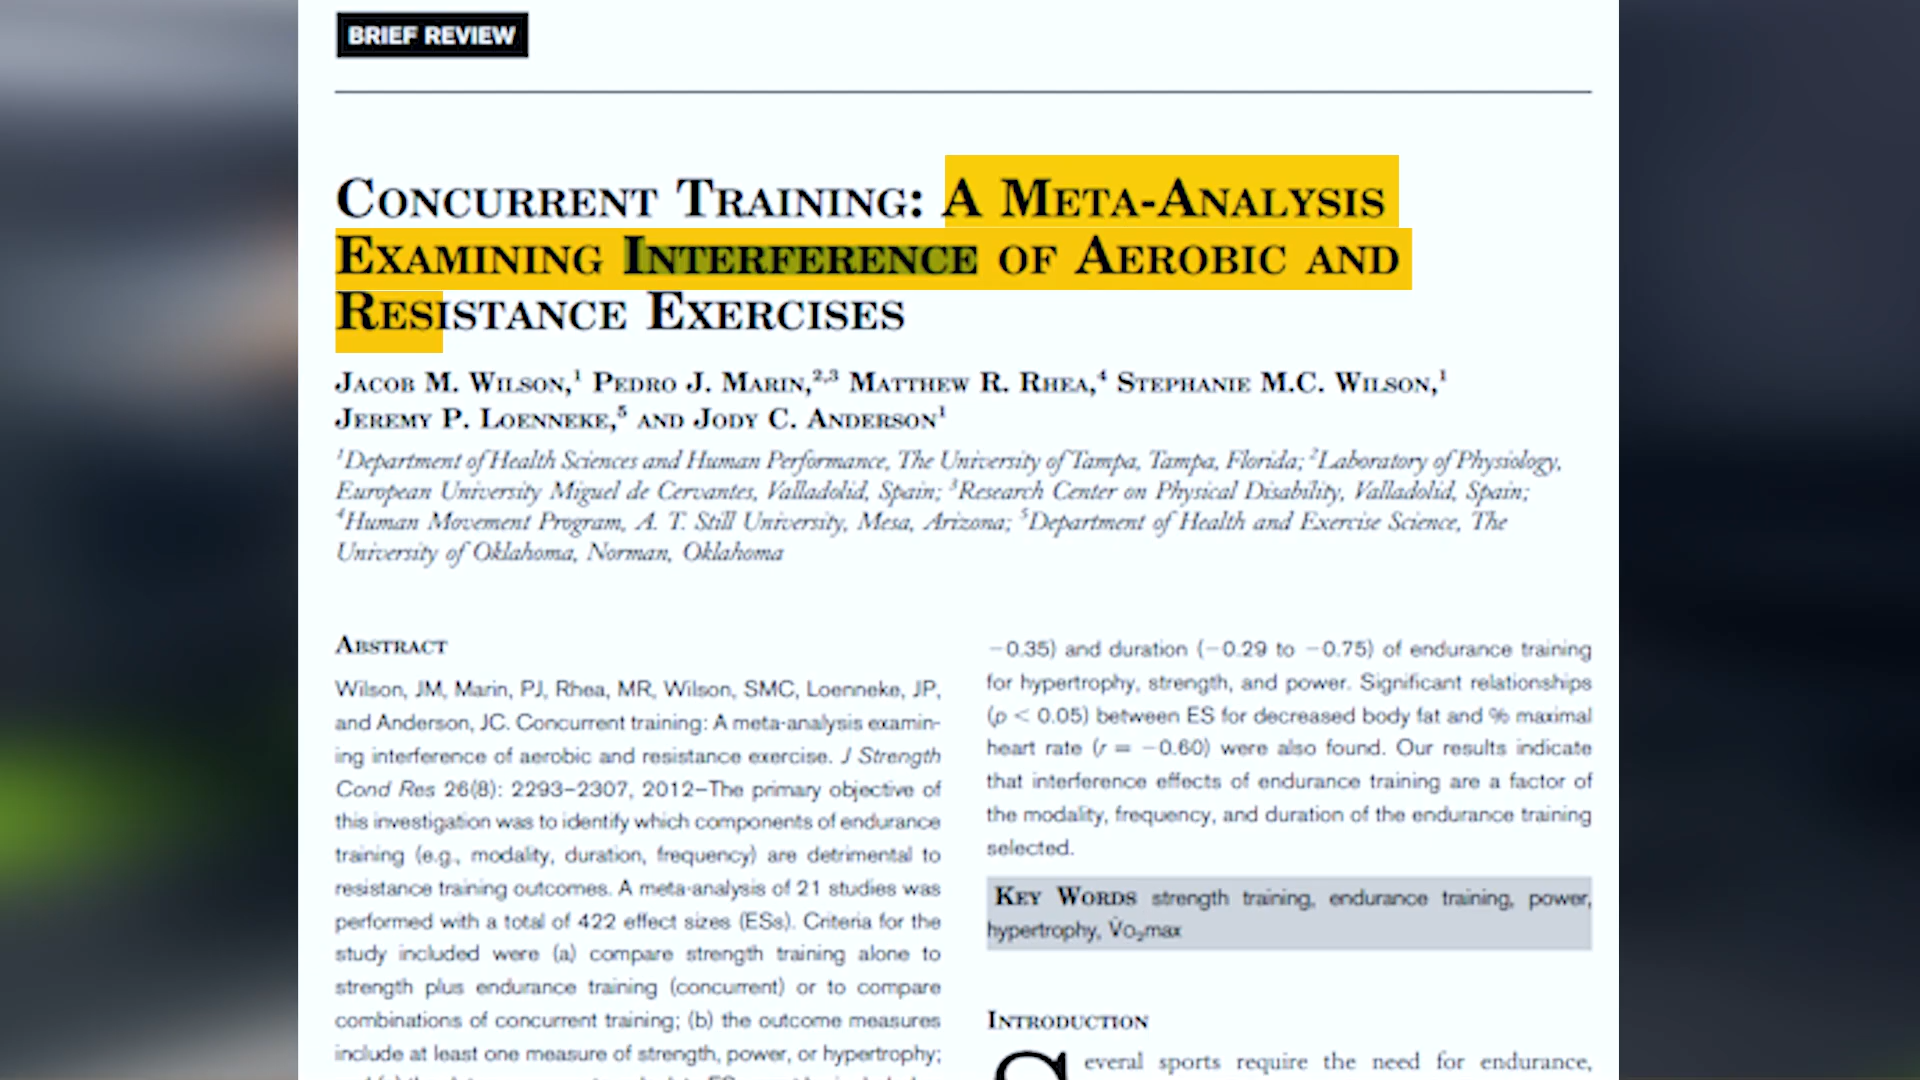 BRIEF REVIEW
CONCURRENT TRAINING: A META-ANALYSIS
EXAMINING INTERFERENCE OF AEROBIC AND
RESISTANCE EXERCISES
JACOB M. WILSON,¹ PEDRO J. MARIN,²,³ MATTHEW R. RHEA,⁴ STEPHANIE M.C. WILSON,¹
JEREMY P. LOENNEKE,⁵ AND JODY C. ANDERSON¹
¹Department of Health Sciences and Human Performance, The University of Tampa, Tampa, Florida; ²Laboratory of Physiology,
European University Miguel de Cervantes, Valladolid, Spain; ³Research Center on Physical Disability, Valladolid, Spain;
⁴Human Movement Program, A. T. Still University, Mesa, Arizona; ⁵Department of Health and Exercise Science, The
University of Oklahoma, Norman, Oklahoma
ABSTRACT
Wilson, JM, Marin, PJ, Rhea, MR, Wilson, SMC, Loenneke, JP,
and Anderson, JC. Concurrent training: A meta-analysis examin-
ing interference of aerobic and resistance exercise. J Strength
Cond Res 26(8): 2293–2307, 2012–The primary objective of
this investigation was to identify which components of endurance
training (e.g., modality, duration, frequency) are detrimental to
resistance training outcomes. A meta-analysis of 21 studies was
performed with a total of 422 effect sizes (ESs). Criteria for the
study included were (a) compare strength training alone to
strength plus endurance training (concurrent) or to compare
combinations of concurrent training; (b) the outcome measures
include at least one measure of strength, power, or hypertrophy;
−0.35) and duration (−0.29 to −0.75) of endurance training
for hypertrophy, strength, and power. Significant relationships
(p < 0.05) between ES for decreased body fat and % maximal
heart rate (r = −0.60) were also found. Our results indicate
that interference effects of endurance training are a factor of
the modality, frequency, and duration of the endurance training
selected.
KEY WORDS strength training, endurance training, power,
hypertrophy, V̇O₂max
INTRODUCTION
Several sports require the need for endurance,